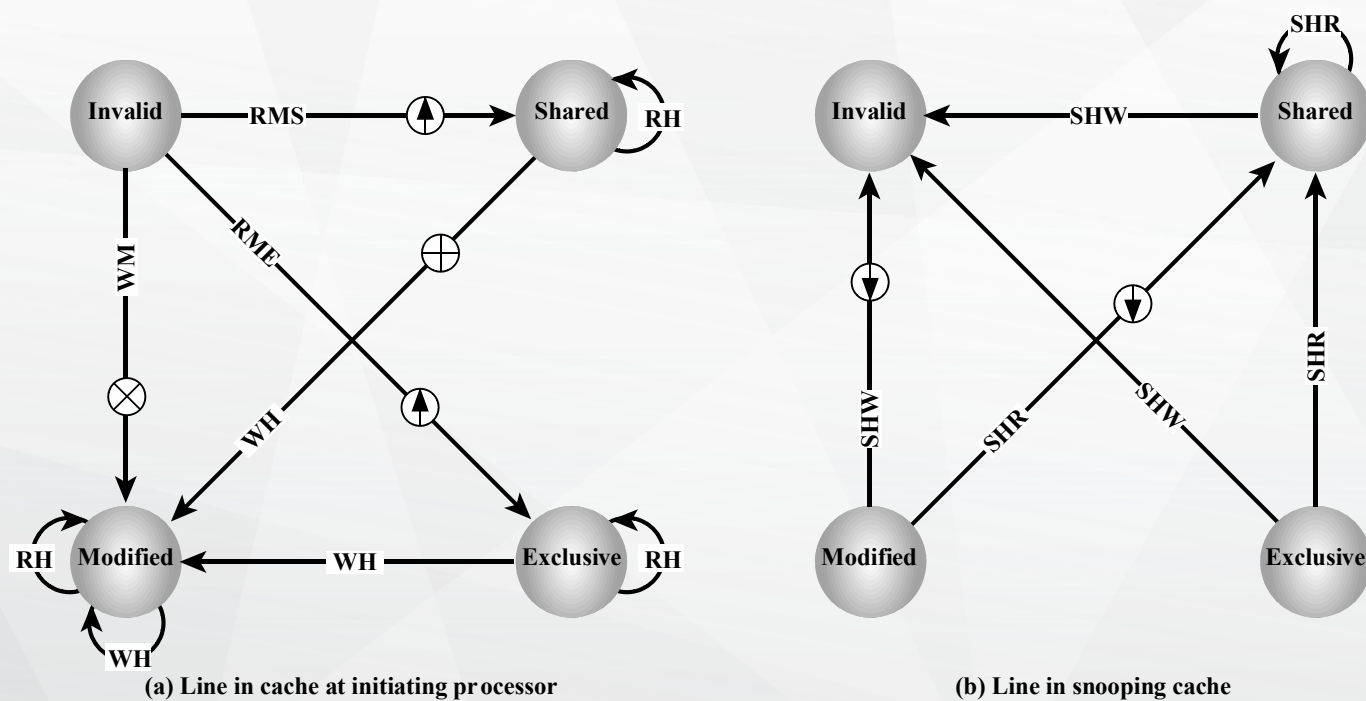 Invalid
RMS
Shared
RH
WM
RME
WH
RH
Modified
WH
Exclusive
RH
WH
(a) Line in cache at initiating processor
SHR
Invalid
SHW
Shared
SHW
SHR
SHW
SHR
Modified
Exclusive
(b) Line in snooping cache